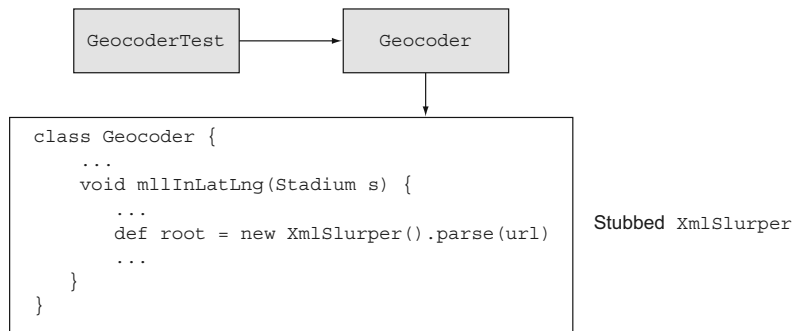 GeocoderTest
Geocoder
class Geocoder {
...
void mllInLatLng(Stadium s) {
...
def root = new XmlSlurper().parse(url)
...
}
}
Stubbed XmlSlurper